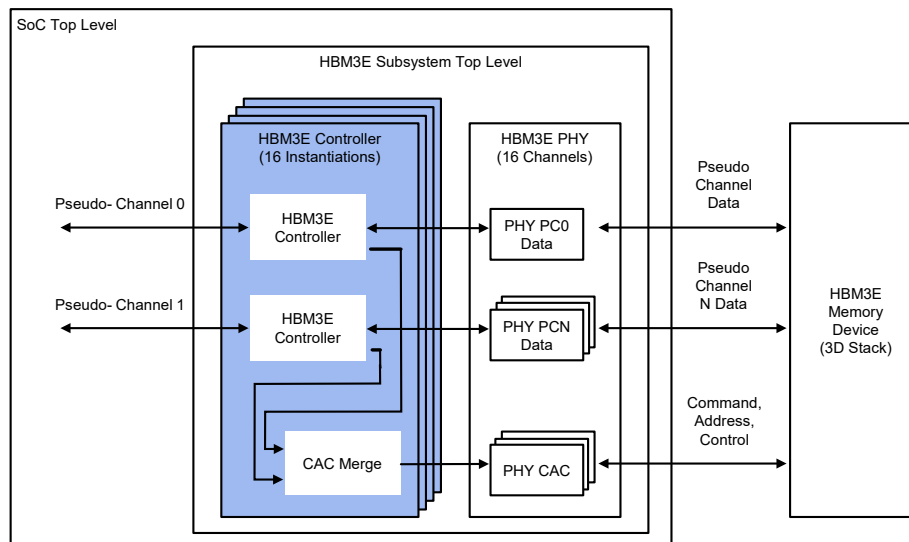 SoC Top Level
HBM3E Subsystem Top Level
HBM3E Controller
(16 Instantiations)
HBM3E PHY
(16 Channels)
Pseudo- Channel 0
HBM3E
Controller
PHY PC0
Data
Pseudo
Channel
Data
Pseudo- Channel 1
HBM3E
Controller
PHY PCN
Data
Pseudo
Channel
N Data
HBM3E
Memory
Device
(3D Stack)
CAC Merge
PHY CAC
Command,
Address,
Control